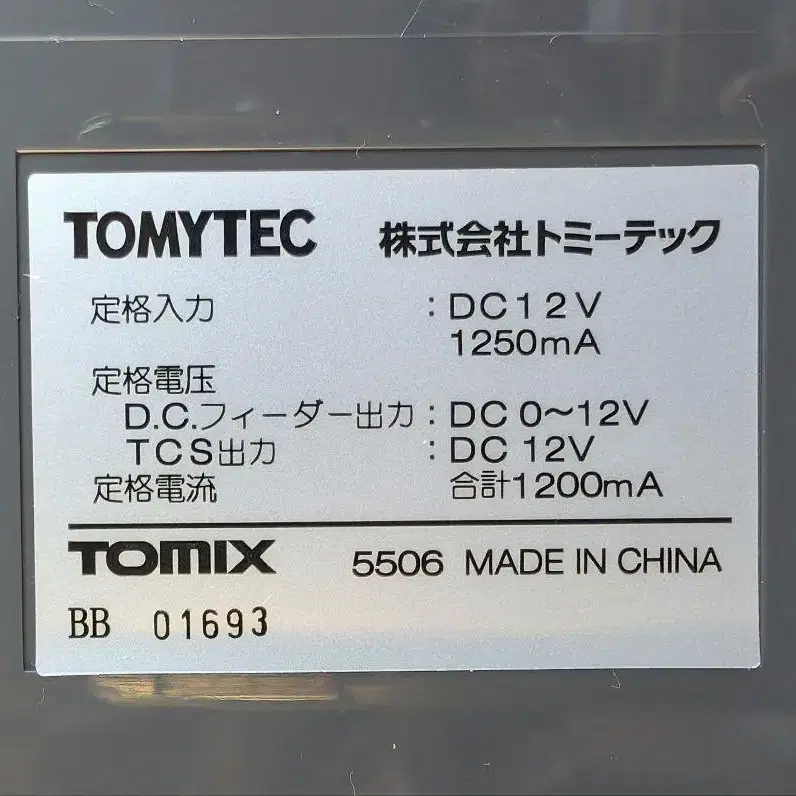 TOMYTEC 株式会社トミーテック
定格入力 : DC12V
1250mA
定格電圧
D.C.フィーダー出力 : DC 0〜12V
TCS出力 : DC 12V
定格電流 合計1200mA
TOMIX 5506 MADE IN CHINA
BB 01693